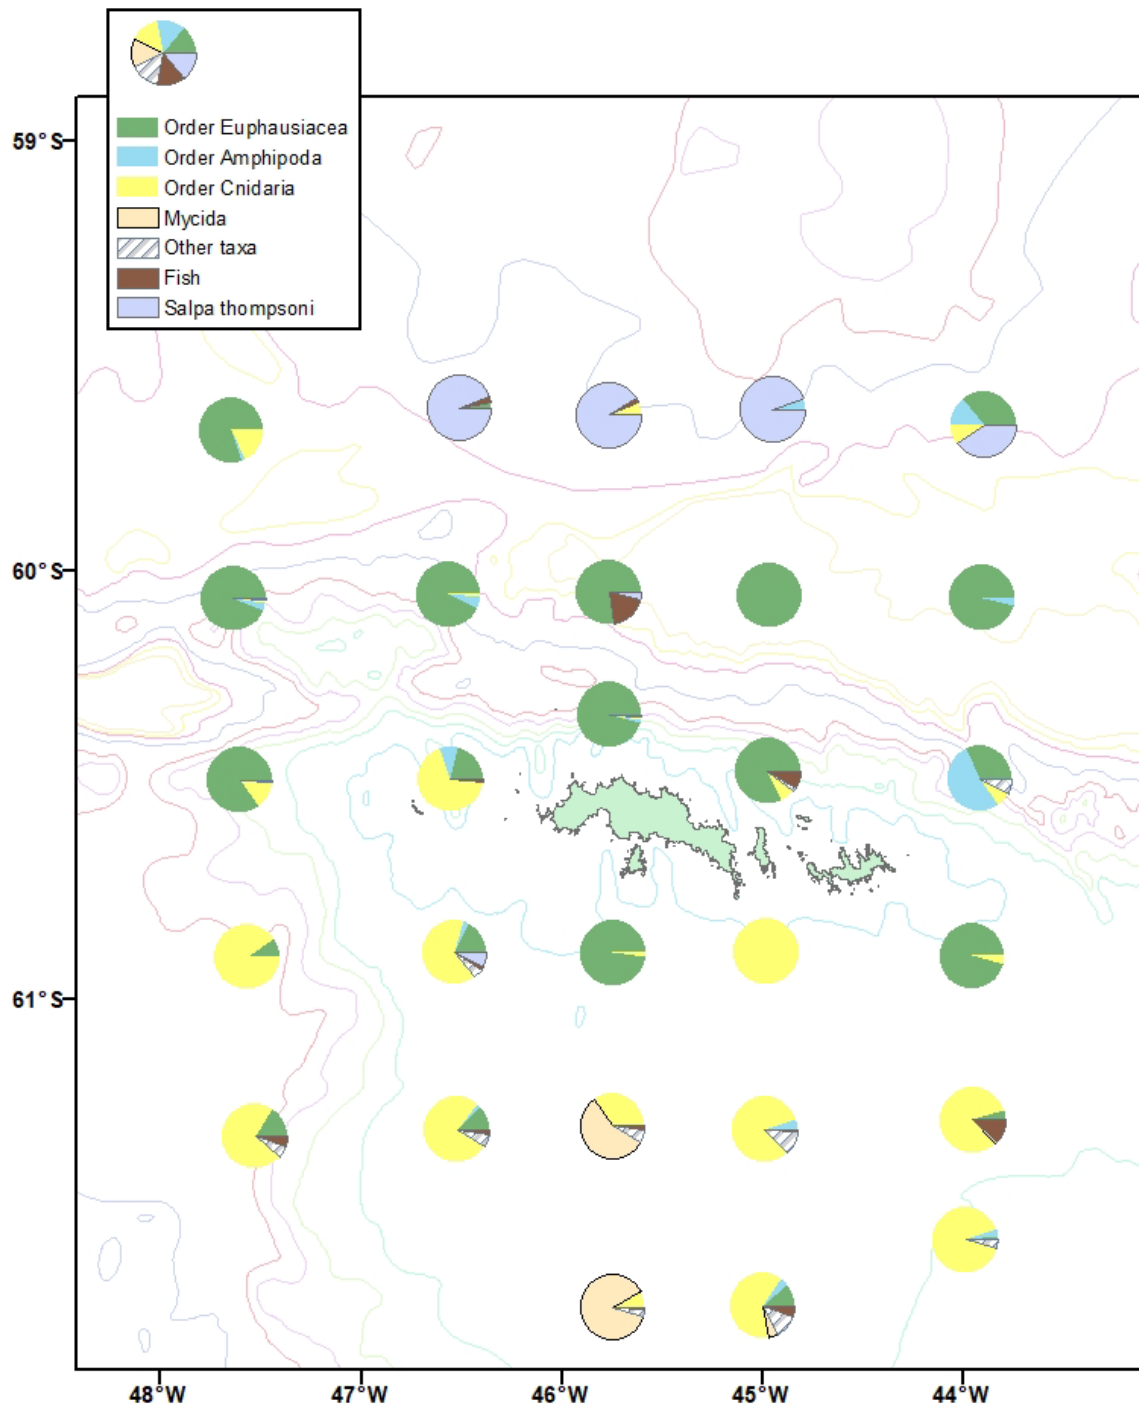 Order Euphausiacea
Order Amphipoda
Order Cnidaria
Mycida
Other taxa
Fish
Salpa thompsoni
59°S
60°S
61°S
48°W
47°W
46°W
45°W
44°W